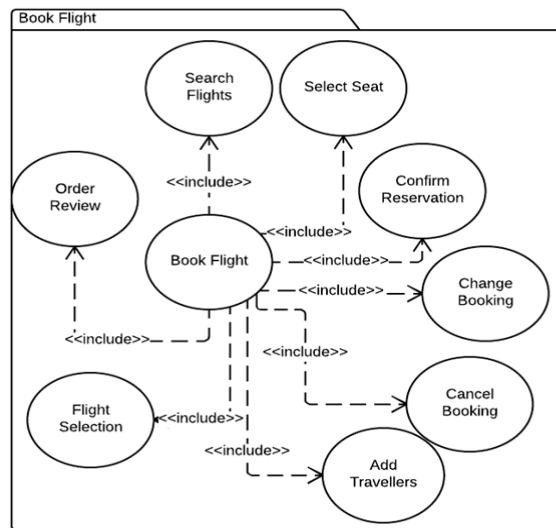 Book Flight
Search
Flights
Select Seat
<<include>>
Order
Review
Confirm
Reservation
<<include>>
Book Flight
<<include>>
Change
Booking
<<include>>
<<include>>
<<include>>
Cancel
Booking
Flight
Selection
<<include>>
<<include>>
Add
Travellers